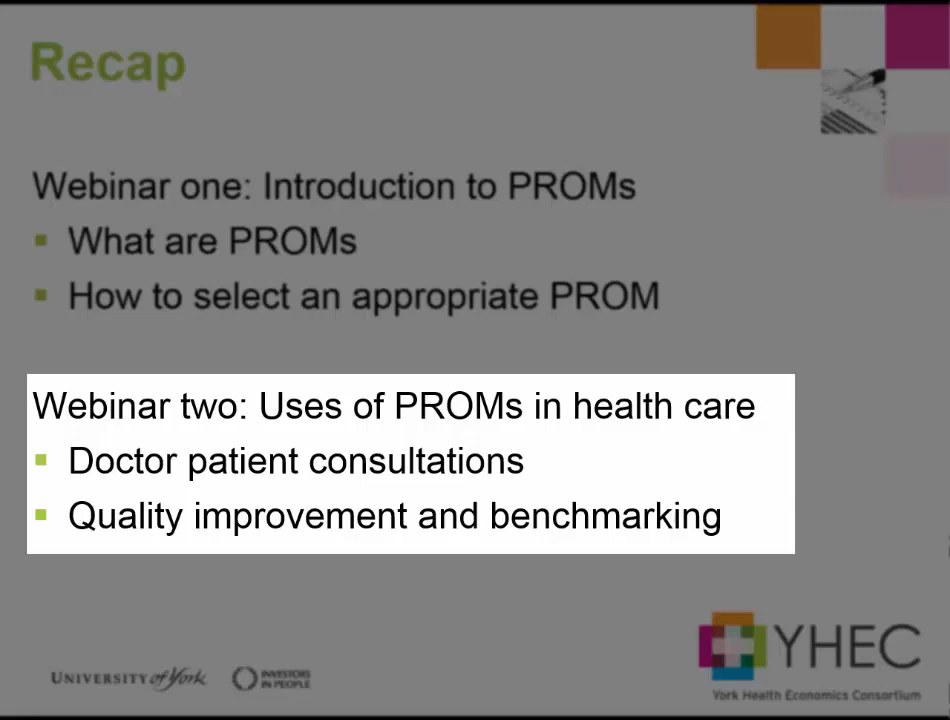 Recap
Webinar one: Introduction to PROMs
What are PROMs
How to select an appropriate PROM
Webinar two: Uses of PROMs in health care
Doctor patient consultations
Quality improvement and benchmarking
UNIVERSITY of York
INVESTORS
IN PEOPLE
YHEC
York Health Economics Consortium